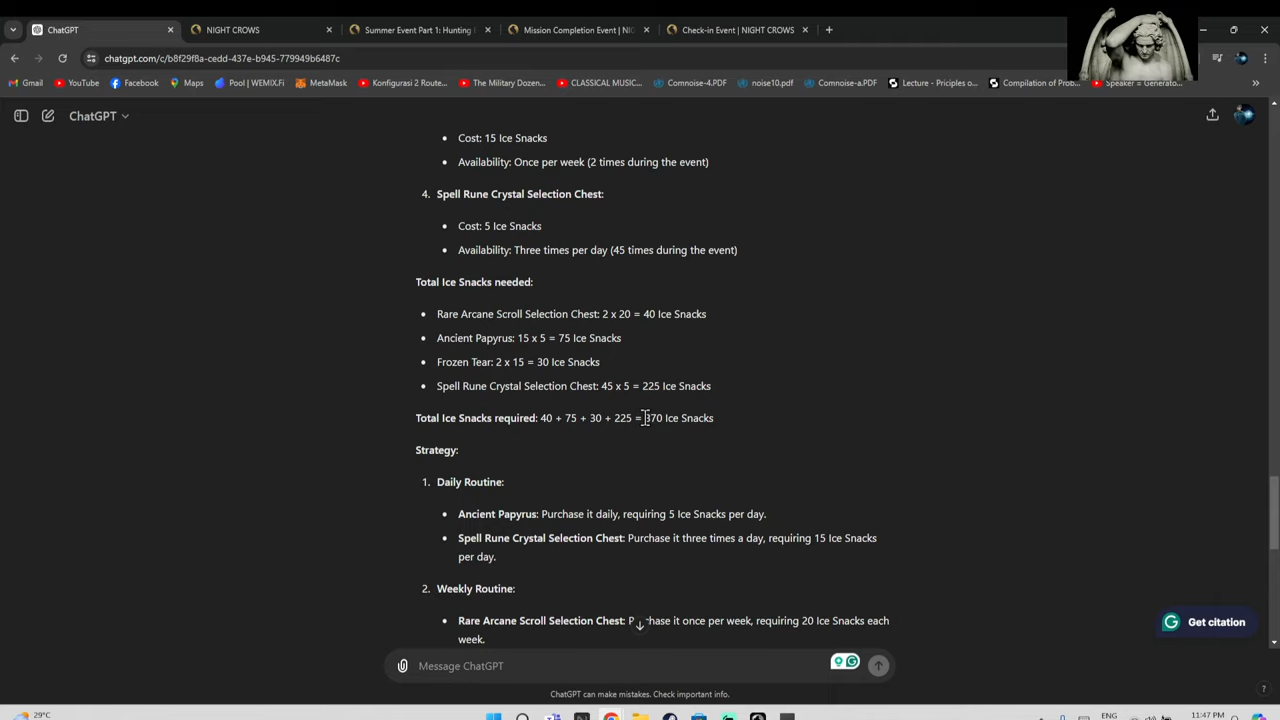 ChatGPT
NIGHT CROWS
Summer Event Part 1: Hunting
Mission Completion Event | NIG
Check-in Event | NIGHT CROWS
chatgpt.com/c/b8f29f8a-cedd-437e-b945-779949b6487c
Gmail
YouTube
Facebook
Maps
Pool | WEMIX.Fi
MetaMask
Konfigurasi 2 Route...
The Military Dozen...
CLASSICAL MUSIC...
Comnoise-4.PDF
noise10.pdf
Comnoise-a.PDF
Lecture - Priciples o...
Compilation of Prob...
Speaker = Generato...
ChatGPT
Cost: 15 Ice Snacks
Availability: Once per week (2 times during the event)
4. Spell Rune Crystal Selection Chest:
Cost: 5 Ice Snacks
Availability: Three times per day (45 times during the event)
Total Ice Snacks needed:
Rare Arcane Scroll Selection Chest: 2 x 20 = 40 Ice Snacks
Ancient Papyrus: 15 x 5 = 75 Ice Snacks
Frozen Tear: 2 x 15 = 30 Ice Snacks
Spell Rune Crystal Selection Chest: 45 x 5 = 225 Ice Snacks
Total Ice Snacks required: 40 + 75 + 30 + 225 = 370 Ice Snacks
Strategy:
1. Daily Routine:
Ancient Papyrus: Purchase it daily, requiring 5 Ice Snacks per day.
Spell Rune Crystal Selection Chest: Purchase it three times a day, requiring 15 Ice Snacks
per day.
2. Weekly Routine:
Rare Arcane Scroll Selection Chest: Purchase it once per week, requiring 20 Ice Snacks each
week.
Get citation
Message ChatGPT
ChatGPT can make mistakes. Check important info.
29°C
ENG
11:47 PM